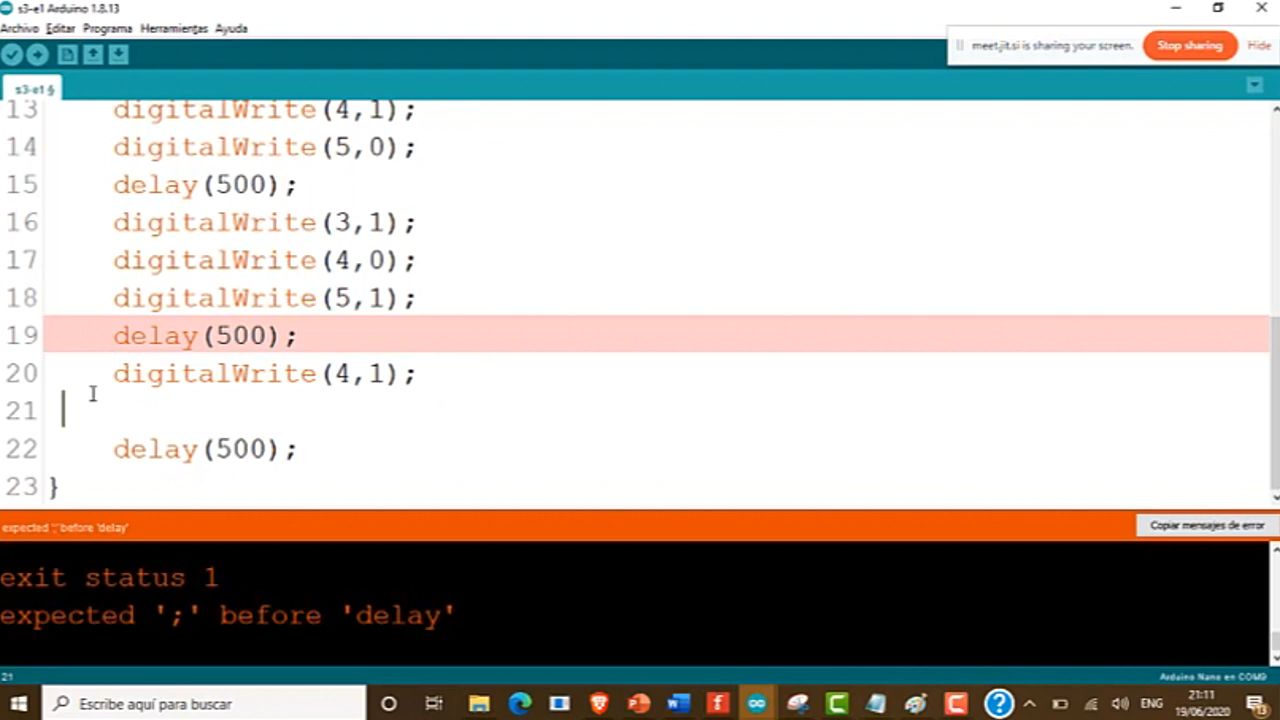 s3-e1 Arduino 1.8.13
Archivo Editar Programa Herramientas Ayuda
meet.jit.si is sharing your screen. Stop sharing Hide
s3-e1 §
13 digitalWrite(4,1);
14 digitalWrite(5,0);
15 delay(500);
16 digitalWrite(3,1);
17 digitalWrite(4,0);
18 digitalWrite(5,1);
19 delay(500);
20 digitalWrite(4,1);
21
22 delay(500);
23 }
expected ';' before 'delay'
Copiar mensajes de error
exit status 1
expected ';' before 'delay'
21
Arduino Nano en COM9
Escribe aquí para buscar
ENG
21:11
19/06/2020